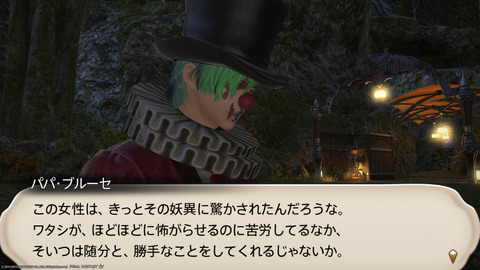 パパ・ブルーセ
この女性は、きっとその妖異に驚かされたんだろうな。
ワタシが、ほどほどに怖がらせるのに苦労してるなか、
そいつは随分と、勝手なことをしてくれるじゃないか。